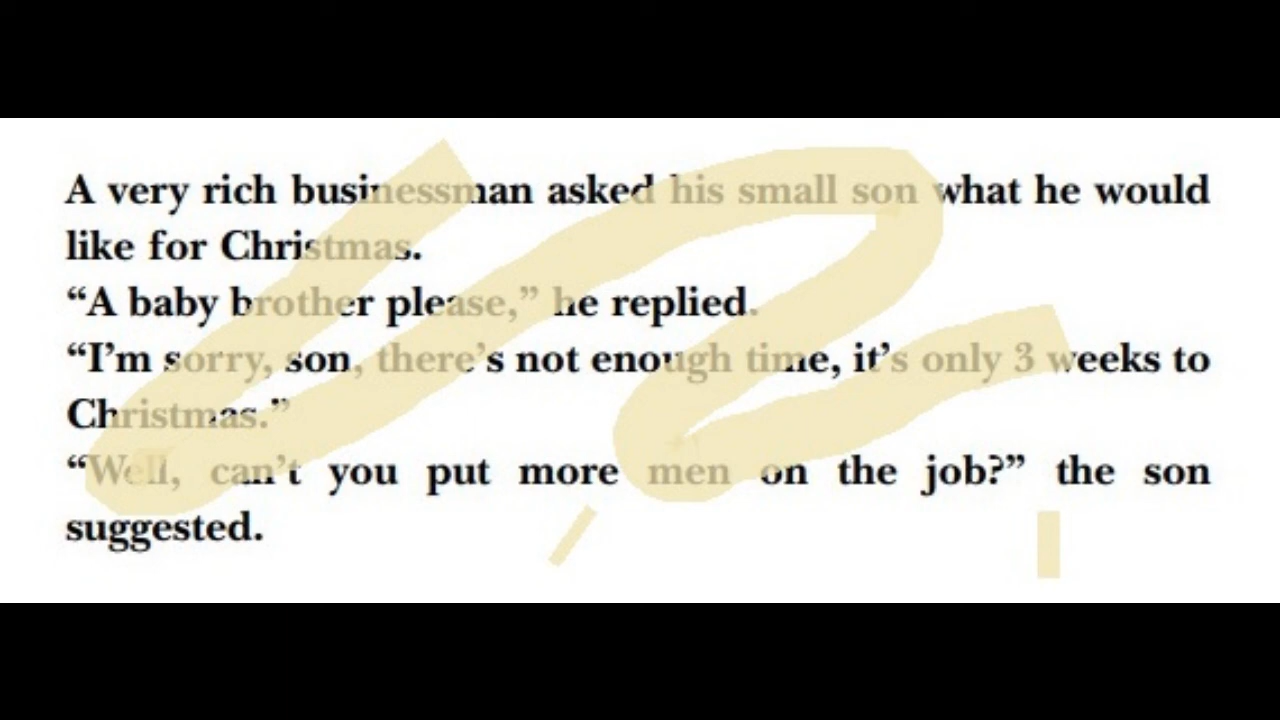 A very rich businessman asked his small son what he would
like for Christmas.
“A baby brother please,” he replied.
“I’m sorry, son, there’s not enough time, it’s only 3 weeks to
Christmas.”
“Well, can’t you put more men on the job?” the son
suggested.